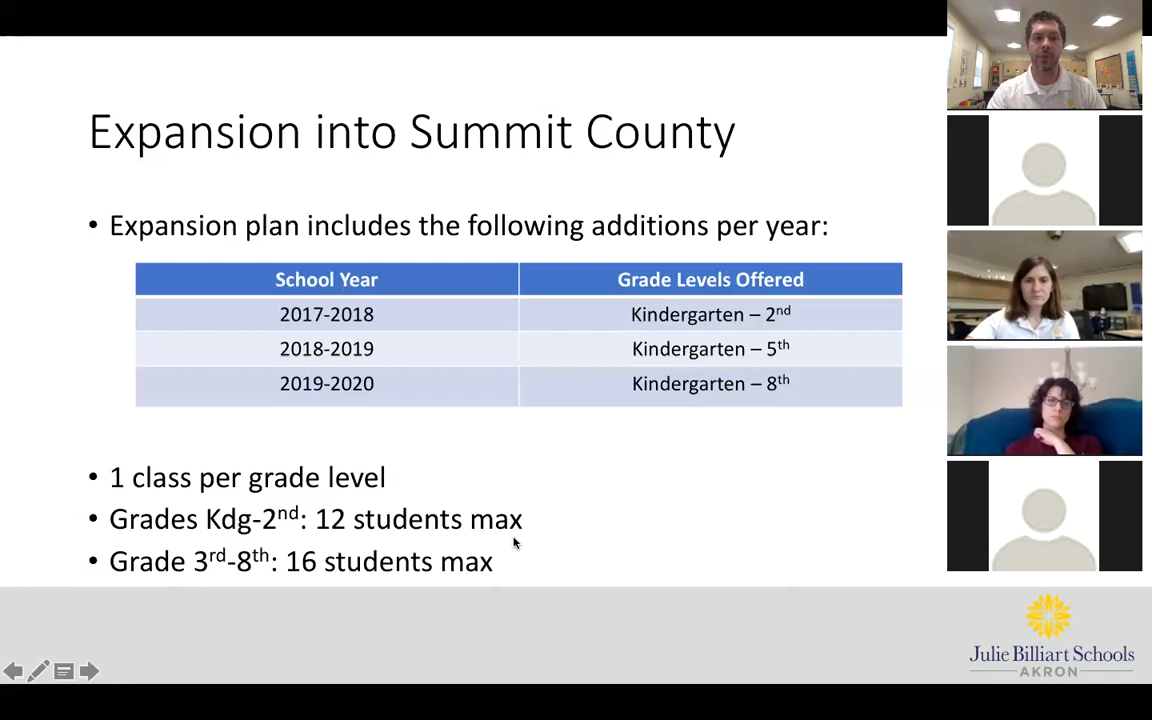 Expansion into Summit County
• Expansion plan includes the following additions per year:
School Year Grade Levels Offered
2017-2018 Kindergarten – 2nd
2018-2019 Kindergarten – 5th
2019-2020 Kindergarten – 8th
• 1 class per grade level
• Grades Kdg-2nd: 12 students max
• Grade 3rd-8th: 16 students max
Julie Billiart Schools
AKRON